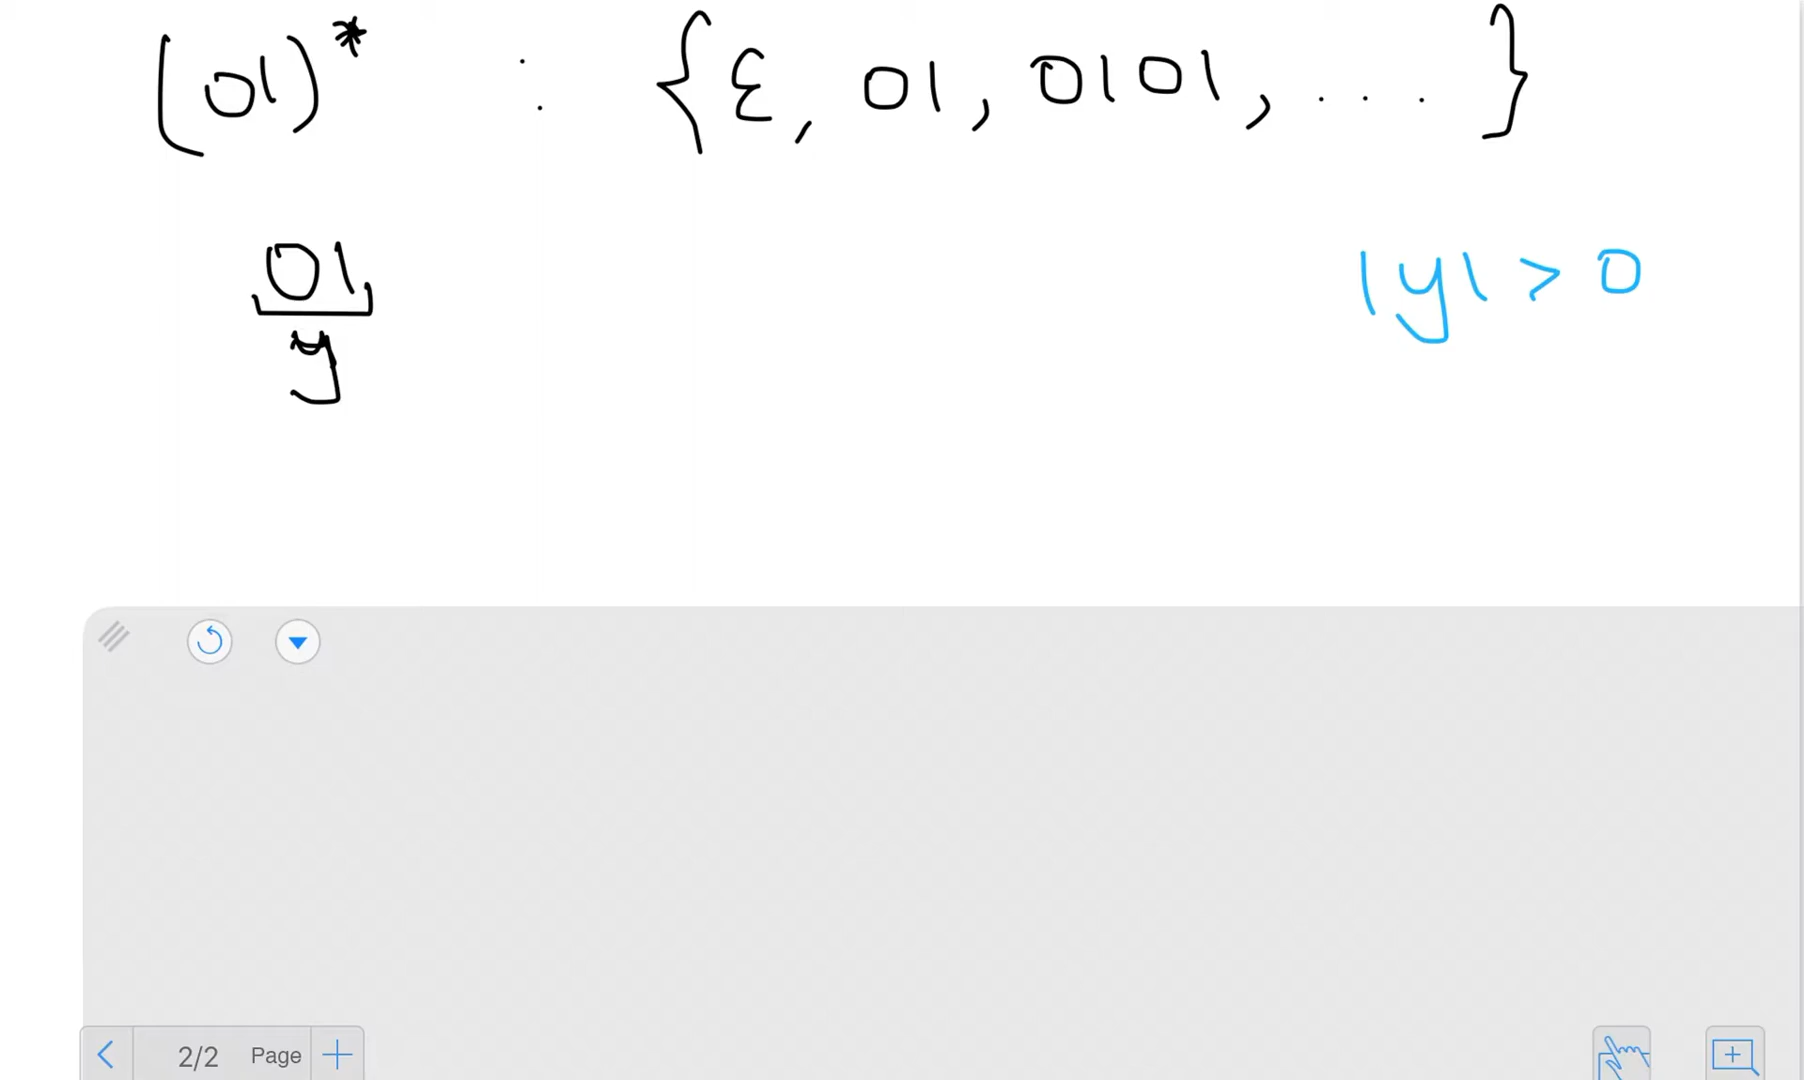 (01)* : {ε, 01, 0101, ...}
01 |y| > 0
y
2/2 Page